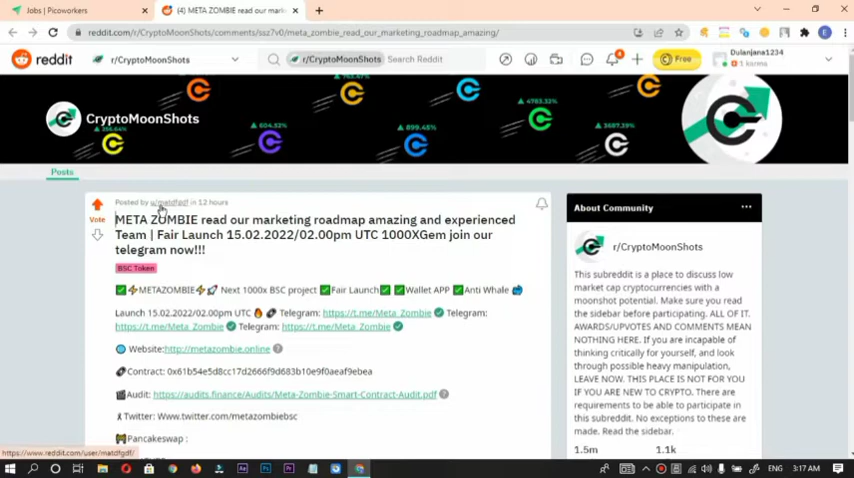 Jobs | Picoworkers
(4) META ZOMBIE read our mark
reddit.com/r/CryptoMoonShots/comments/ssz7v0/meta_zombie_read_our_marketing_roadmap_amazing/
reddit
r/CryptoMoonShots
r/CryptoMoonShots
Search Reddit
4
Free
Dulanjana1234
1 karma
CryptoMoonShots
604.32%
899.45%
4783.32%
3697.39%
Posts
Posted by u/matdfgdf in 12 hours
Vote
META ZOMBIE read our marketing roadmap amazing and experienced
Team | Fair Launch 15.02.2022/02.00pm UTC 1000XGem join our
telegram now!!!
BSC Token
✅⚡METAZOMBIE⚡🚀 Next 1000x BSC project ✅Fair Launch✅ ✅Wallet APP ✅Anti Whale
Launch 15.02.2022/02.00pm UTC 🔥 Telegram: https://t.me/Meta_Zombie Telegram:
https://t.me/Meta_Zombie Telegram: https://t.me/Meta_Zombie
Website:http://metazombie.online
Contract: 0x61b54e5d8cc17d2666f9d683b10e9f0aeaf9ebea
Audit: https://audits.finance/Audits/Meta-Zombie-Smart-Contract-Audit.pdf
Twitter: Www.twitter.com/metazombiebsc
Pancakeswap :
About Community
r/CryptoMoonShots
This subreddit is a place to discuss low
market cap cryptocurrencies with a
moonshot potential. Make sure you read
the sidebar before participating. ALL OF IT.
AWARDS/UPVOTES AND COMMENTS MEAN
NOTHING HERE. If you are incapable of
thinking critically for yourself, and look
through possible heavy manipulation,
LEAVE NOW. THIS PLACE IS NOT FOR YOU
IF YOU ARE NEW TO CRYPTO. There are
requirements to be able to participate in
this subreddit. No exceptions to these are
made. Read the sidebar.
1.5m
1.1k
https://www.reddit.com/user/matdfgdf/
ENG
3:17 AM